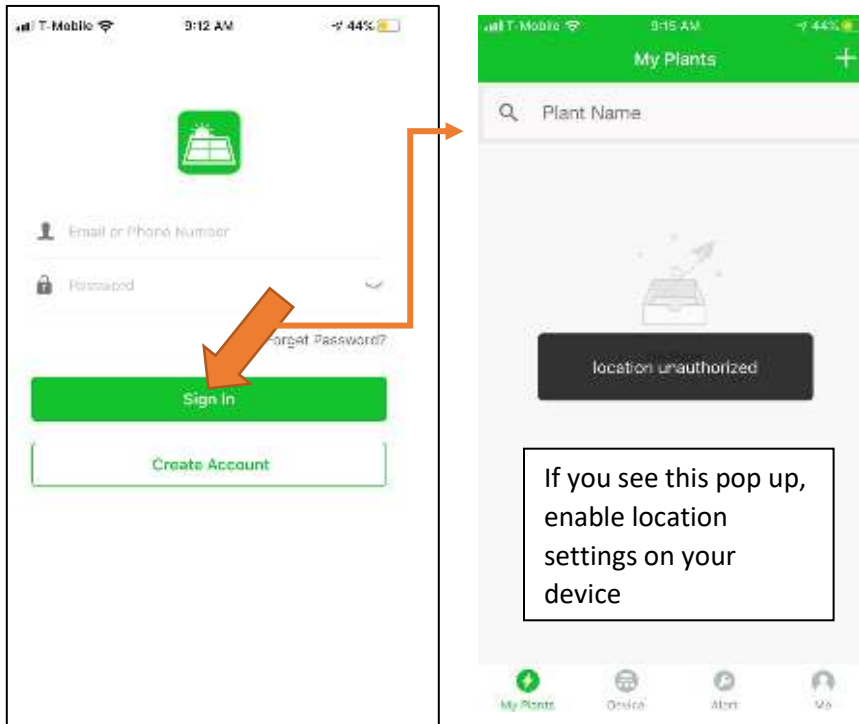 T-Mobile 9:12 AM 44%
Email or Phone Number
Password
Forget Password?
Sign In
Create Account
T-Mobile 9:15 AM 44%
My Plants +
Plant Name
location unauthorized
If you see this pop up,
enable location
settings on your
device
My Plants Device Alert Me